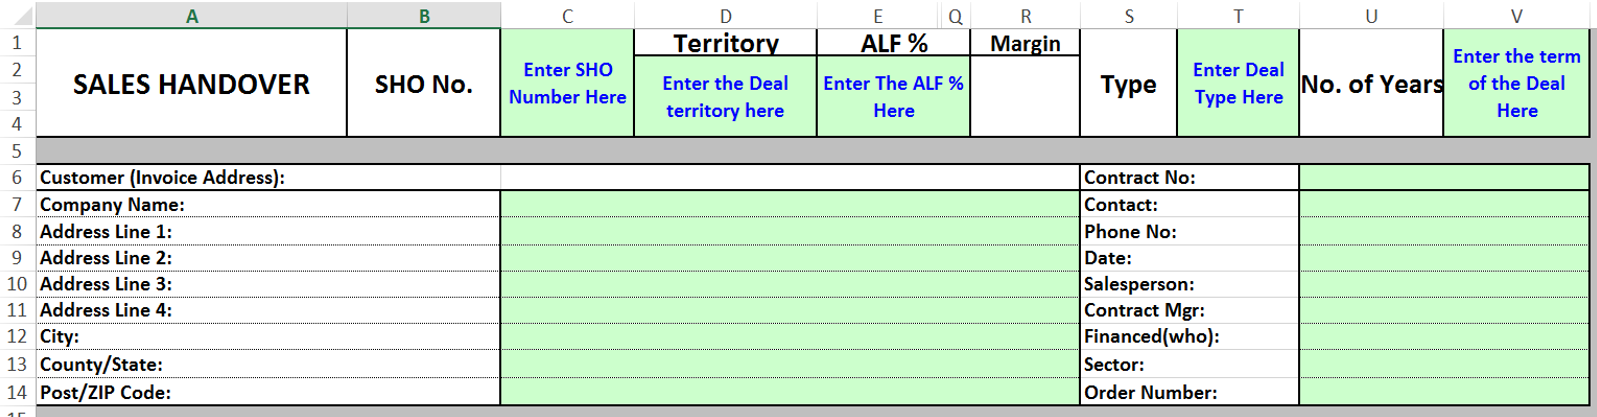 A B C D E Q R S T U V
1 Territory ALF % Margin
2 SALES HANDOVER SHO No. Enter SHO Number Here Enter the Deal territory here Enter The ALF % Here Type Enter Deal Type Here No. of Years Enter the term of the Deal Here
3
4
5
6 Customer (Invoice Address): Contract No:
7 Company Name: Contact:
8 Address Line 1: Phone No:
9 Address Line 2: Date:
10 Address Line 3: Salesperson:
11 Address Line 4: Contract Mgr:
12 City: Financed(who):
13 County/State: Sector:
14 Post/ZIP Code: Order Number:
15